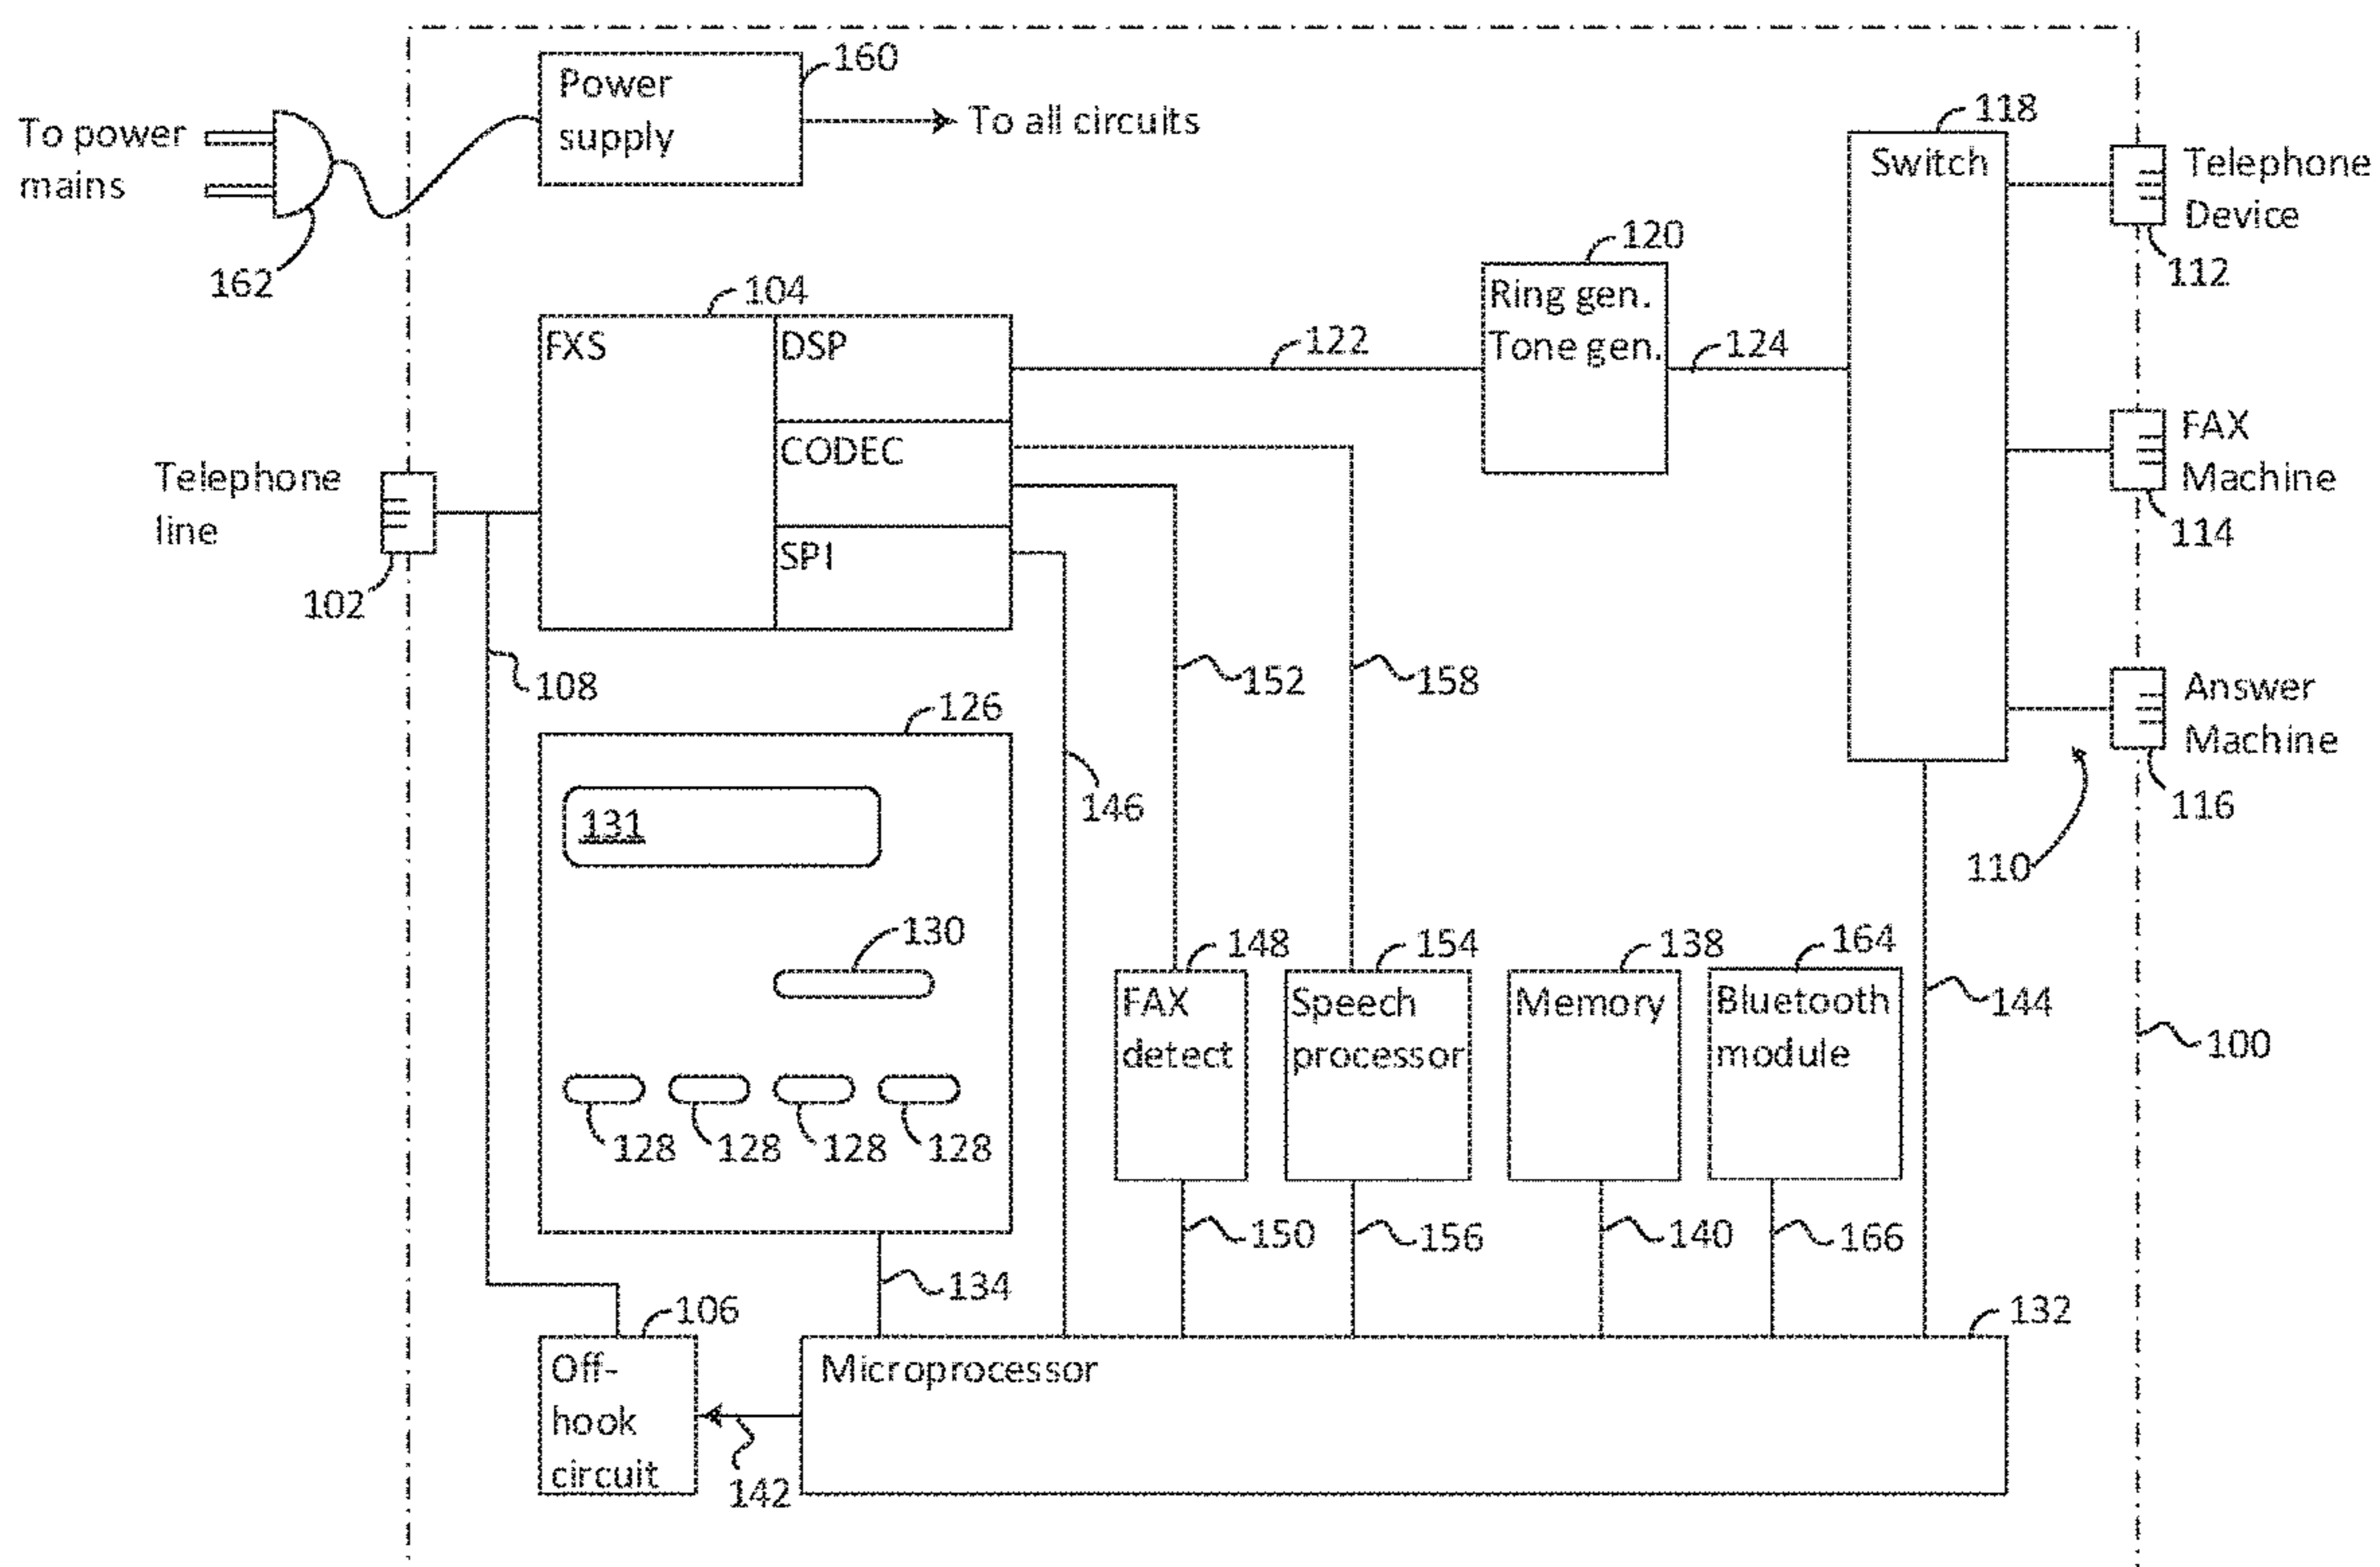 160
Power
supply
To all circuits
To power
mains
162
118
Switch
Telephone
Device
112
120
Ring gen.
Tone gen.
104
FXS
DSP
CODEC
SPI
122
124
FAX
Machine
114
Telephone
line
102
108
152
158
Answer
Machine
116
110
126
131
146
130
128
128
128
128
148
FAX
detect
154
Speech
processor
138
Memory
164
Bluetooth
module
144
100
150
156
140
166
134
106
Off-
hook
circuit
142
132
Microprocessor